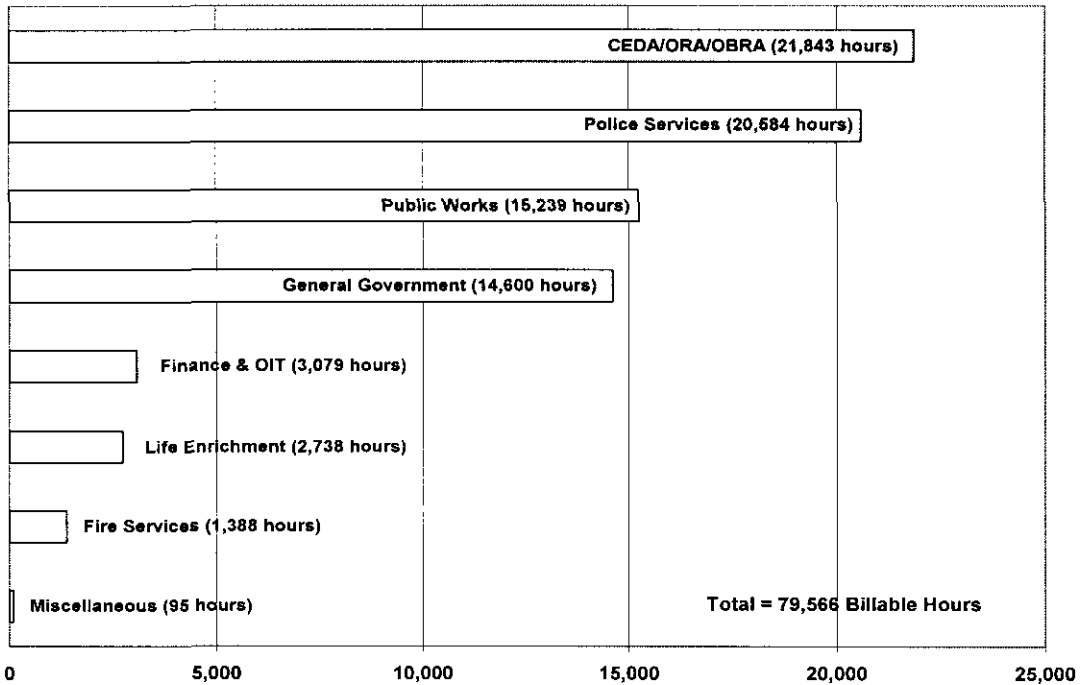 CEDA/ORA/OBRA (21,843 hours)
Police Services (20,584 hours)
Public Works (15,239 hours)
General Government (14,600 hours)
Finance & OIT (3,079 hours)
Life Enrichment (2,738 hours)
Fire Services (1,388 hours)
Miscellaneous (95 hours)
Total = 79,566 Billable Hours
0 5,000 10,000 15,000 20,000 25,000